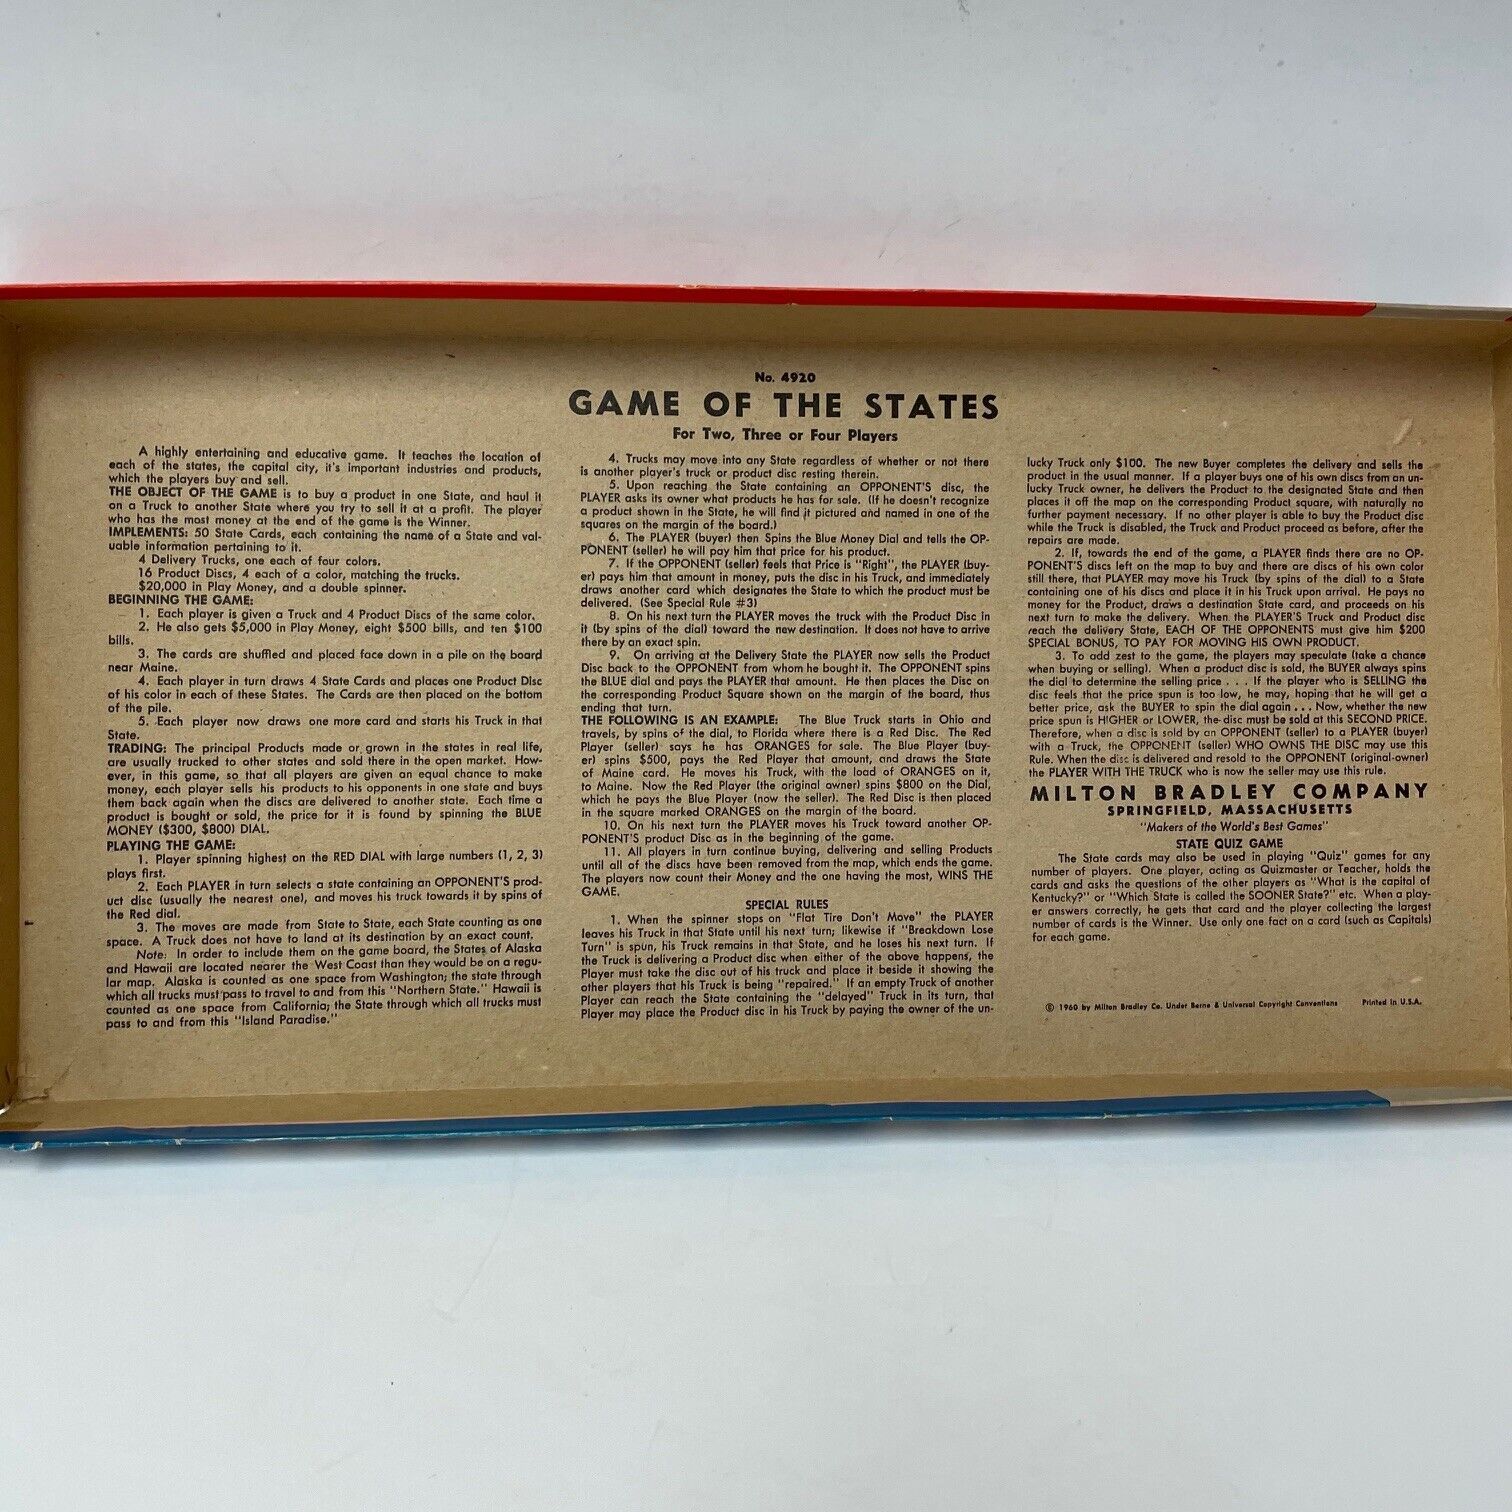 No. 4920
GAME OF THE STATES
For Two, Three or Four Players
A highly entertaining and educative game. It teaches the location of
each of the states, the capital city, it's important industries and products,
which the players buy and sell.
THE OBJECT OF THE GAME is to buy a product in one State, and haul it
on a Truck to another State where you try to sell it at a profit. The player
who has the most money at the end of the game is the Winner.
IMPLEMENTS: 50 State Cards, each containing the name of a State and val-
uable information pertaining to it.
4 Delivery Trucks, one each of four colors.
16 Product Discs, 4 each of a color, matching the trucks.
$20,000 in Play Money, and a double spinner.
BEGINNING THE GAME:
1. Each player is given a Truck and 4 Product Discs of the same color.
2. He also gets $5,000 in Play Money, eight $500 bills, and ten $100
bills.
3. The cards are shuffled and placed face down in a pile on the board
near Maine.
4. Each player in turn draws 4 State Cards and places one Product Disc
of his color in each of these States. The Cards are then placed on the bottom
of the pile.
5. Each player now draws one more card and starts his Truck in that
State.
TRADING: The principal Products made or grown in the states in real life,
are usually trucked to other states and sold there in the open market. How-
ever, in this game, so that all players are given an equal chance to make
money, each player sells his products to his opponents in one state and buys
them back again when the discs are delivered to another state. Each time a
product is bought or sold, the price for it is found by spinning the BLUE
MONEY ($300, $800) DIAL.
PLAYING THE GAME:
1. Player spinning highest on the RED DIAL with large numbers (1, 2, 3)
plays first.
2. Each PLAYER in turn selects a state containing an OPPONENT'S prod-
uct disc (usually the nearest one), and moves his truck towards it by spins of
the Red dial.
3. The moves are made from State to State, each State counting as one
space. A Truck does not have to land at its destination by an exact count.
Note: In order to include them on the game board, the States of Alaska
and Hawaii are located nearer the West Coast than they would be on a regu-
lar map. Alaska is counted as one space from Washington; the state through
which all trucks must pass to travel to and from this "Northern State." Hawaii is
counted as one space from California; the State through which all trucks must
pass to and from this "Island Paradise."
4. Trucks may move into any State regardless of whether or not there
is another player's truck or product disc resting therein.
5. Upon reaching the State containing an OPPONENT'S disc, the
PLAYER asks its owner what products he has for sale. (If he doesn't recognize
a product shown in the State, he will find it pictured and named in one of the
squares on the margin of the board.)
6. The PLAYER (buyer) then Spins the Blue Money Dial and tells the OP-
PONENT (seller) he will pay him that price for his product.
7. If the OPPONENT (seller) feels that Price is "Right", the PLAYER (buy-
er) pays him that amount in money, puts the disc in his Truck, and immediately
draws another card which designates the State to which the product must be
delivered. (See Special Rule #3)
8. On his next turn the PLAYER moves the truck with the Product Disc in
it (by spins of the dial) toward the new destination. It does not have to arrive
there by an exact spin.
9. On arriving at the Delivery State the PLAYER now sells the Product
Disc back to the OPPONENT from whom he bought it. The OPPONENT spins
the BLUE dial and pays the PLAYER that amount. He then places the Disc on
the corresponding Product Square shown on the margin of the board, thus
ending that turn.
THE FOLLOWING IS AN EXAMPLE: The Blue Truck starts in Ohio and
travels, by spins of the dial, to Florida where there is a Red Disc. The Red
Player (seller) says he has ORANGES for sale. The Blue Player (buy-
er) spins $500, pays the Red Player that amount, and draws the State
of Maine card. He moves his Truck, with the load of ORANGES on it,
to Maine. Now the Red Player (the original owner) spins $800 on the Dial,
which he pays the Blue Player (now the seller). The Red Disc is then placed
in the square marked ORANGES on the margin of the board.
10. On his next turn the PLAYER moves his Truck toward another OP-
PONENT'S product Disc as in the beginning of the game.
11. All players in turn continue buying, delivering and selling Products
until all of the discs have been removed from the map, which ends the game.
The players now count their Money and the one having the most, WINS THE
GAME.
SPECIAL RULES
1. When the spinner stops on "Flat Tire Don't Move" the PLAYER
leaves his Truck in that State until his next turn; likewise if "Breakdown Lose
Turn" is spun, his Truck remains in that State, and he loses his next turn. If
the Truck is delivering a Product disc when either of the above happens, the
Player must take the disc out of his truck and place it beside it showing the
other players that his Truck is being "repaired." If an empty Truck of another
Player can reach the State containing the "delayed" Truck in its turn, that
Player may place the Product disc in his Truck by paying the owner of the un-
lucky Truck only $100. The new Buyer completes the delivery and sells the
product in the usual manner. If a player buys one of his own discs from an un-
lucky Truck owner, he delivers the Product to the designated State and then
places it off the map on the corresponding Product square, with naturally no
further payment necessary. If no other player is able to buy the Product disc
while the Truck is disabled, the Truck and Product proceed as before, after the
repairs are made.
2. If, towards the end of the game, a PLAYER finds there are no OP-
PONENT'S discs left on the map to buy and there are discs of his own color
still there, that PLAYER may move his Truck (by spins of the dial) to a State
containing one of his discs and place it in his Truck upon arrival. He pays no
money for the Product, draws a destination State card, and proceeds on his
next turn to make the delivery. When the PLAYER'S Truck and Product disc
reach the delivery State, EACH OF THE OPPONENTS must give him $200
SPECIAL BONUS, TO PAY FOR MOVING HIS OWN PRODUCT.
3. To add zest to the game, the players may speculate (take a chance
when buying or selling). When a product disc is sold, the BUYER always spins
the dial to determine the selling price . . . If the player who is SELLING the
disc feels that the price spun is too low, he may, hoping that he will get a
better price, ask the BUYER to spin the dial again . . . Now, whether the new
price spun is HIGHER or LOWER, the disc must be sold at this SECOND PRICE.
Therefore, when a disc is sold by an OPPONENT (seller) to a PLAYER (buyer)
with a Truck, the OPPONENT (seller) WHO OWNS THE DISC may use this
Rule. When the disc is delivered and resold to the OPPONENT (original-owner)
the PLAYER WITH THE TRUCK who is now the seller may use this rule.
MILTON BRADLEY COMPANY
SPRINGFIELD, MASSACHUSETTS
"Makers of the World's Best Games"
STATE QUIZ GAME
The State cards may also be used in playing "Quiz" games for any
number of players. One player, acting as Quizmaster or Teacher, holds the
cards and asks the questions of the other players as "What is the capital of
Kentucky?" or "Which State is called the SOONER State?" etc. When a play-
er answers correctly, he gets that card and the player collecting the largest
number of cards is the Winner. Use only one fact on a card (such as Capitals)
for each game.
© 1960 by Milton Bradley Co. Under Berne & Universal Copyright Conventions Printed in U.S.A.